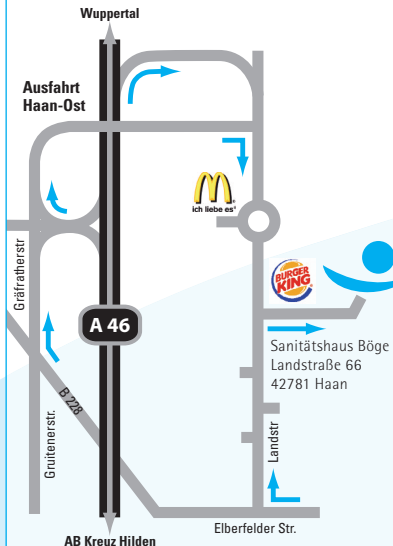 Wuppertal
Ausfahrt
Haan-Ost
ich liebe es®
Gräfratherstr
BURGER
KING
A 46
Sanitätshaus Böge
Landstraße 66
42781 Haan
B 228
Gruitenerstr.
Landstr
Elberfelder Str.
AB Kreuz Hilden